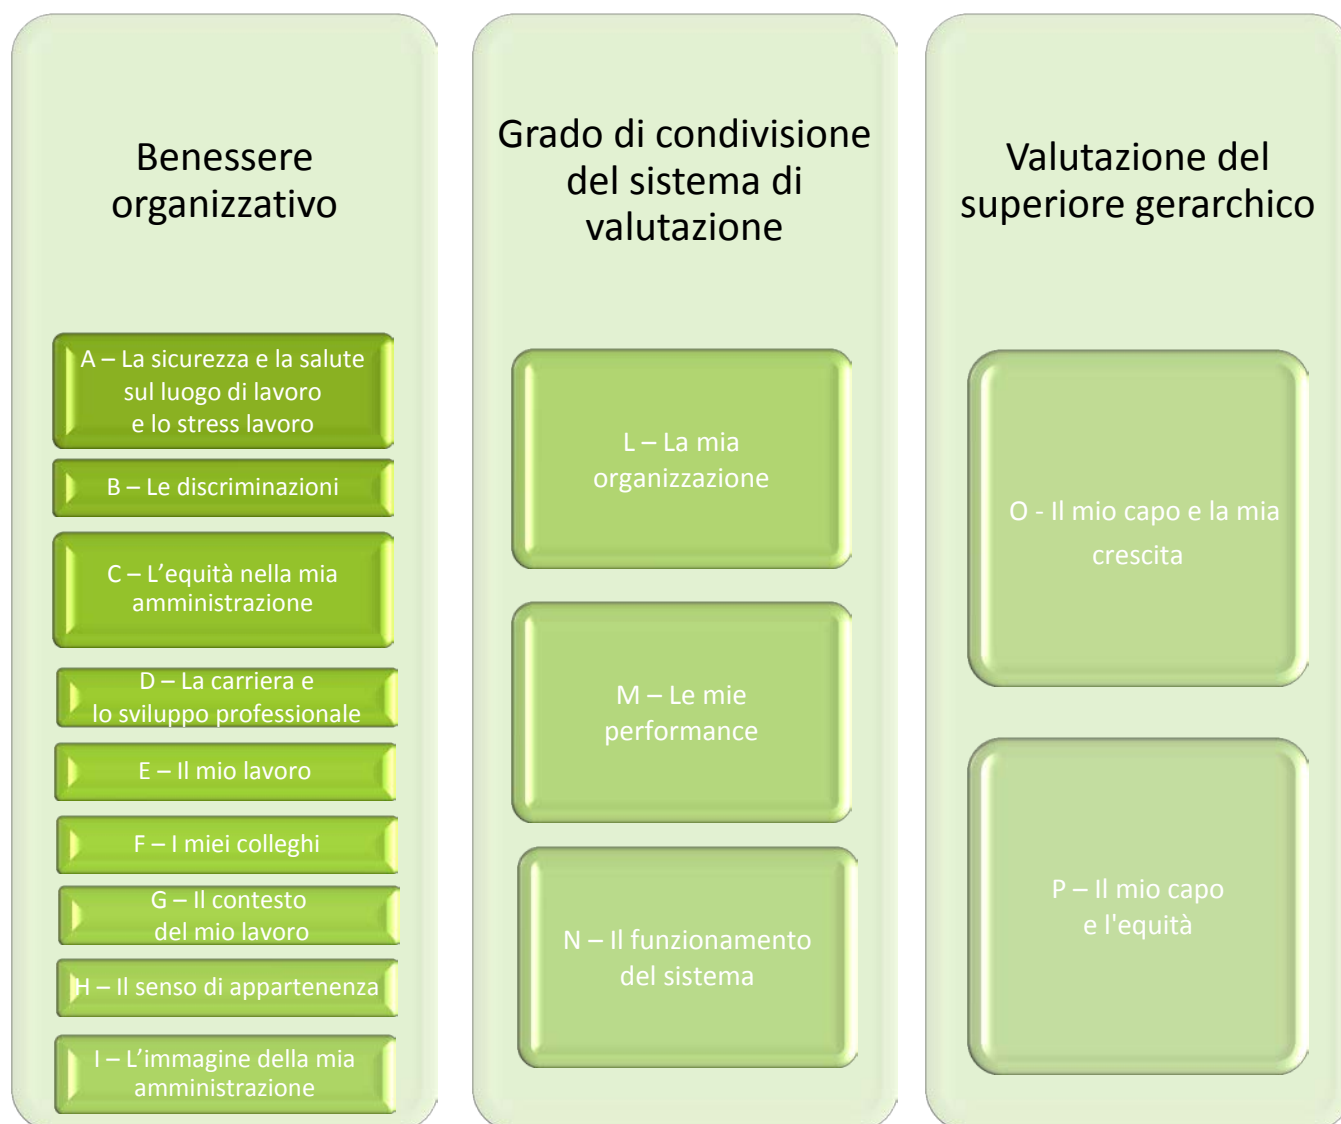 Benessere
organizzativo
A – La sicurezza e la salute
sul luogo di lavoro
e lo stress lavoro
B – Le discriminazioni
C – L’equità nella mia
amministrazione
D – La carriera e
lo sviluppo professionale
E – Il mio lavoro
F – I miei colleghi
G – Il contesto
del mio lavoro
H – Il senso di appartenenza
I – L’immagine della mia
amministrazione
Grado di condivisione
del sistema di
valutazione
L – La mia
organizzazione
M – Le mie
performance
N – Il funzionamento
del sistema
Valutazione del
superiore gerarchico
O - Il mio capo e la mia
crescita
P – Il mio capo
e l'equità